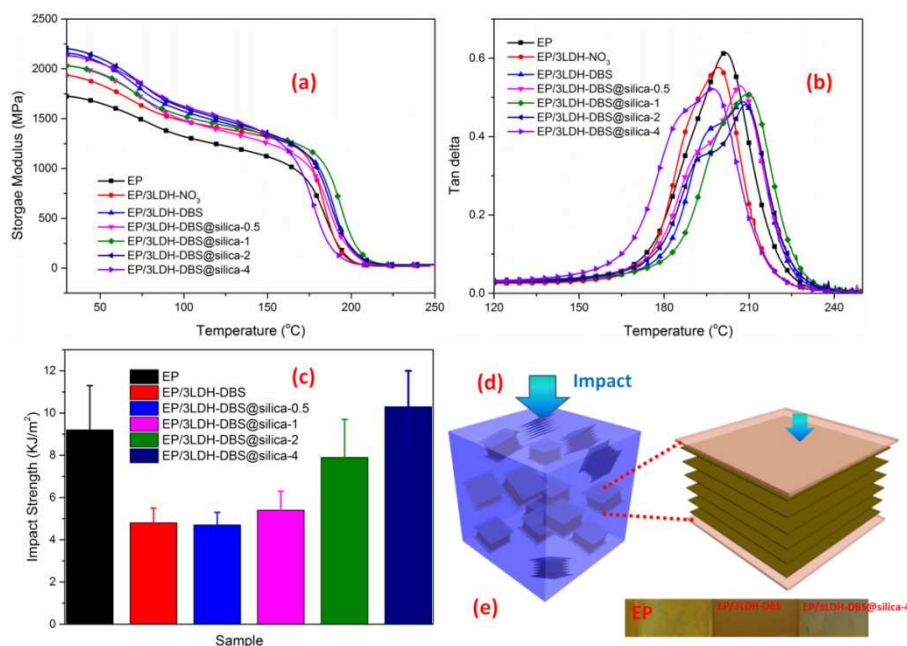 2500
2000
1500
1000
500
0
Storgae Modulus (MPa)
(a)
EP
EP/3LDH-NO3
EP/3LDH-DBS
EP/3LDH-DBS@silica-0.5
EP/3LDH-DBS@silica-1
EP/3LDH-DBS@silica-2
EP/3LDH-DBS@silica-4
50 100 150 200 250
Temperature (°C)
0.6
0.4
0.2
0.0
Tan delta
(b)
EP
EP/3LDH-NO3
EP/3LDH-DBS
EP/3LDH-DBS@silica-0.5
EP/3LDH-DBS@silica-1
EP/3LDH-DBS@silica-2
EP/3LDH-DBS@silica-4
120 150 180 210 240
Temperature (°C)
12
10
8
6
4
2
0
Impact Strength (KJ/m2)
(c)
EP
EP/3LDH-DBS
EP/3LDH-DBS@silica-0.5
EP/3LDH-DBS@silica-1
EP/3LDH-DBS@silica-2
EP/3LDH-DBS@silica-4
Sample
(d)
Impact
(e)
EP EP/3LDH-DBS EP/3LDH-DBS@silica-4